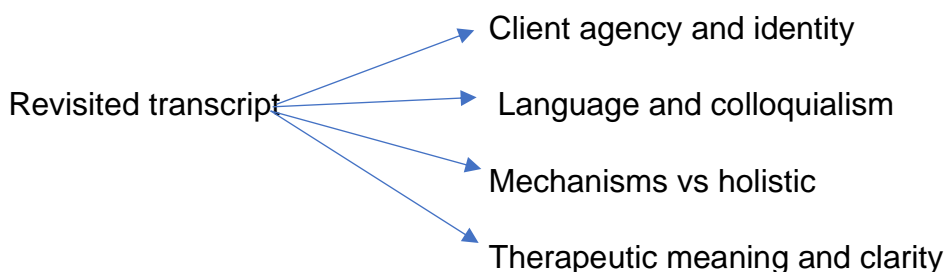 Client agency and identity
Revisited transcript
Language and colloquialism
Mechanisms vs holistic
Therapeutic meaning and clarity